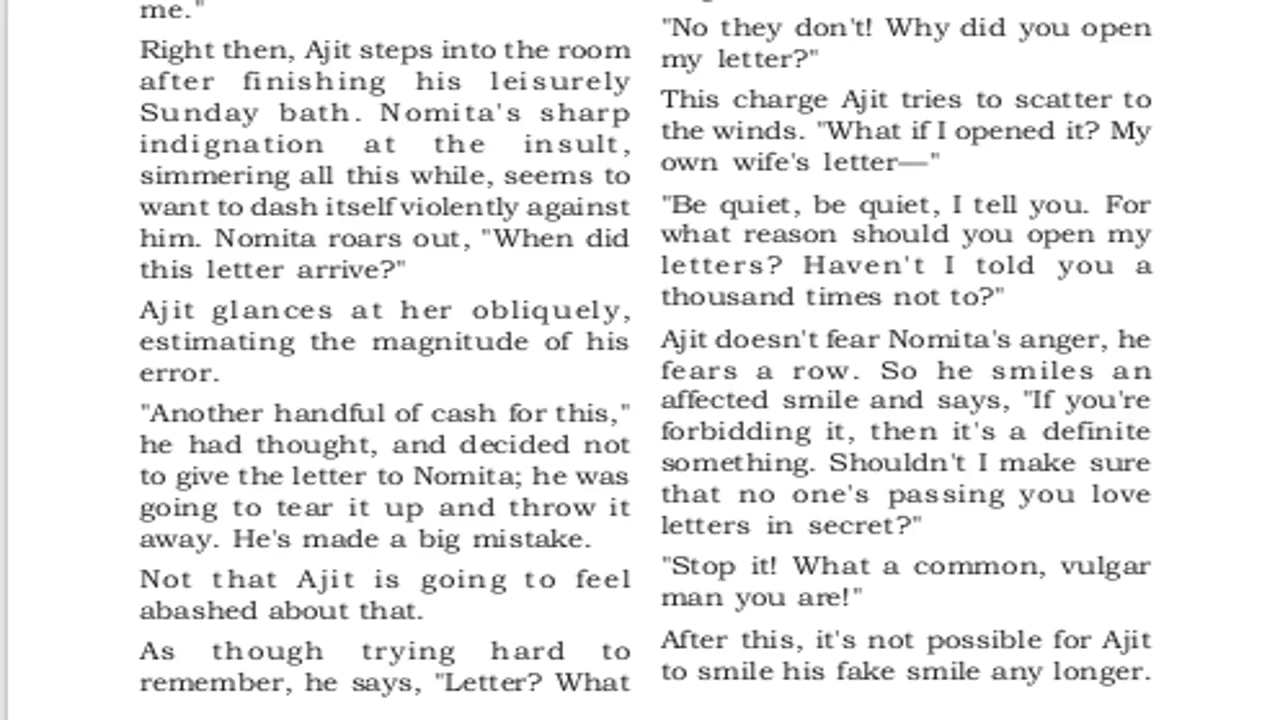 me."
Right then, Ajit steps into the room
after finishing his leisurely
Sunday bath. Nomita's sharp
indignation at the insult,
simmering all this while, seems to
want to dash itself violently against
him. Nomita roars out, "When did
this letter arrive?"
Ajit glances at her obliquely,
estimating the magnitude of his
error.
"Another handful of cash for this,"
he had thought, and decided not
to give the letter to Nomita; he was
going to tear it up and throw it
away. He's made a big mistake.
Not that Ajit is going to feel
abashed about that.
As though trying hard to
remember, he says, "Letter? What
"No they don't! Why did you open
my letter?"
This charge Ajit tries to scatter to
the winds. "What if I opened it? My
own wife's letter—"
"Be quiet, be quiet, I tell you. For
what reason should you open my
letters? Haven't I told you a
thousand times not to?"
Ajit doesn't fear Nomita's anger, he
fears a row. So he smiles an
affected smile and says, "If you're
forbidding it, then it's a definite
something. Shouldn't I make sure
that no one's passing you love
letters in secret?"
"Stop it! What a common, vulgar
man you are!"
After this, it's not possible for Ajit
to smile his fake smile any longer.